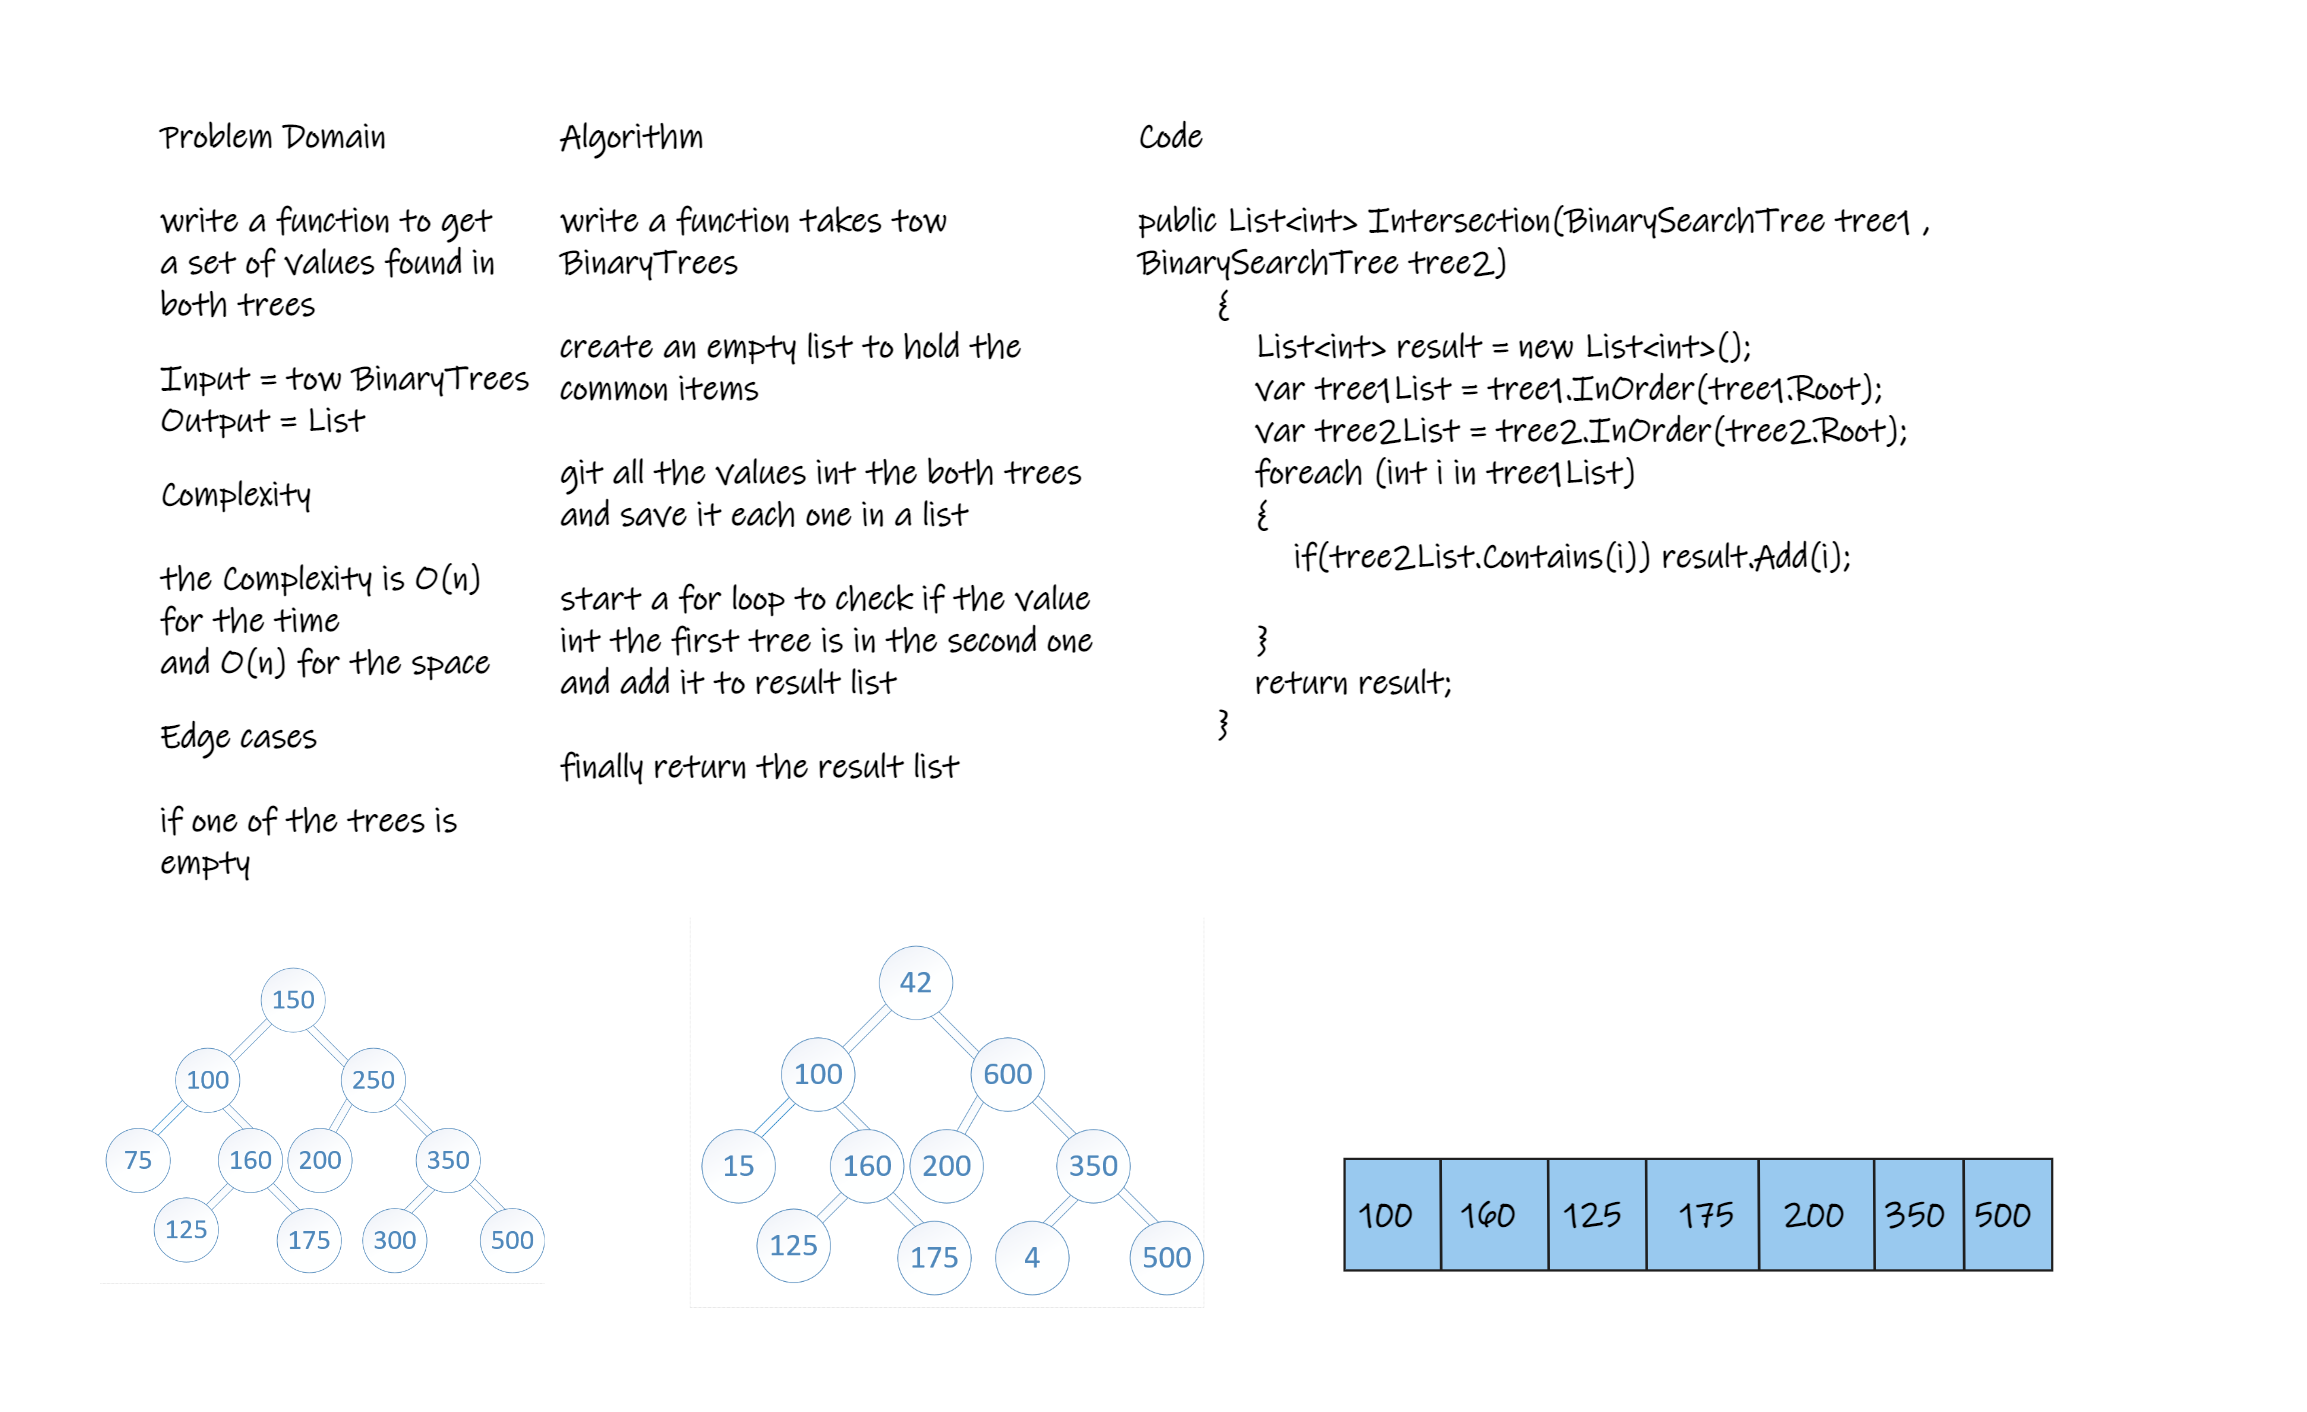 Problem Domain
write a function to get
a set of values found in
both trees
Input = tow BinaryTrees
Output = List
Complexity
the Complexity is O(n)
for the time
and O(n) for the space
Edge cases
if one of the trees is
empty
Algorithm
write a function takes tow
BinaryTrees
create an empty list to hold the
common items
git all the values int the both trees
and save it each one in a list
start a for loop to check if the value
int the first tree is in the second one
and add it to result list
finally return the result list
Code
public List<int> Intersection(BinarySearchTree tree1 ,
BinarySearchTree tree2)
{
List<int> result = new List<int>();
var tree1List = tree1.InOrder(tree1.Root);
var tree2List = tree2.InOrder(tree2.Root);
foreach (int i in tree1List)
{
if(tree2List.Contains(i)) result.Add(i);
}
return result;
}
150
100 250
75 160 200 350
125 175 300 500
42
100 600
15 160 200 350
125 175 4 500
100 160 125 175 200 350 500